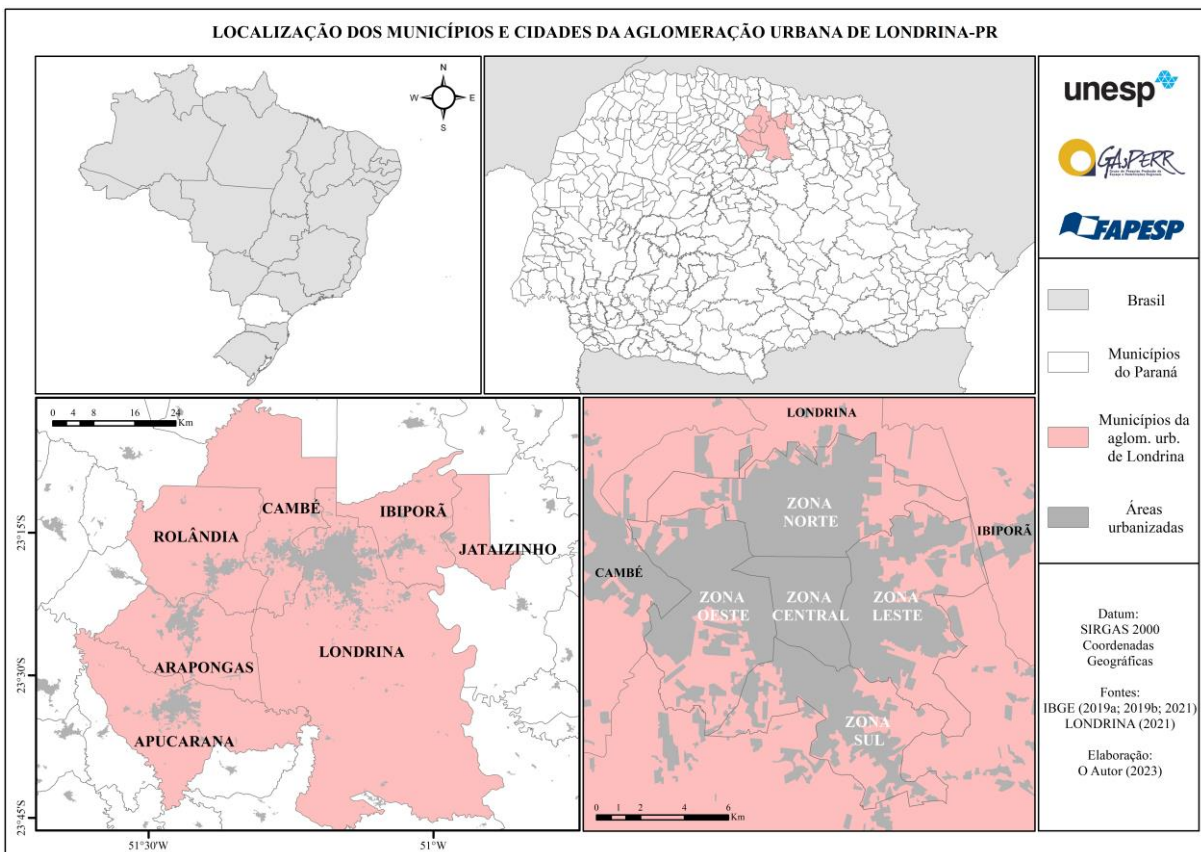 LOCALIZAÇÃO DOS MUNICÍPIOS E CIDADES DA AGLOMERAÇÃO URBANA DE LONDRINA-PR
N
W E
S
unesp
GAsPERR
FAPESP
Brasil
Municípios
do Paraná
Municípios da
aglom. urb.
de Londrina
Áreas
urbanizadas
Datum:
SIRGAS 2000
Coordenadas
Geográficas
Fontes:
IBGE (2019a; 2019b; 2021)
LONDRINA (2021)
Elaboração:
O Autor (2023)
0 4 8 16 24
Km
CAMBÉ
IBIPORÃ
ROLÂNDIA
JATAIZINHO
LONDRINA
ARAPONGAS
APUCARANA
23°15'S
23°30'S
23°45'S
51°30'W
51°W
LONDRINA
ZONA
NORTE
IBIPORÃ
CAMBÉ
ZONA
OESTE
ZONA
CENTRAL
ZONA
LESTE
ZONA
SUL
0 1 2 4 6
Km